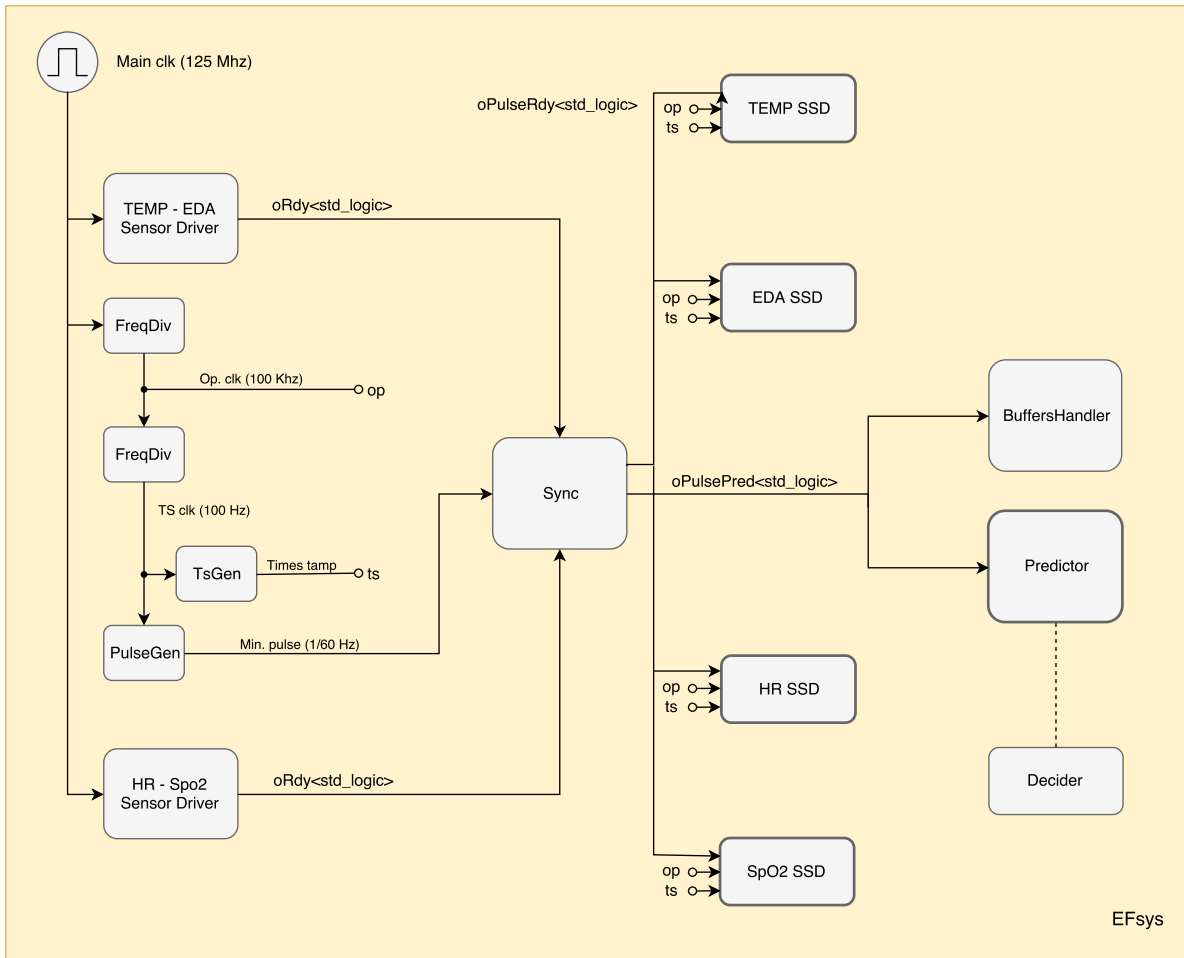 Main clk (125 Mhz)
oPulseRdy<std_logic>
op
ts
TEMP SSD
TEMP - EDA
Sensor Driver
oRdy<std_logic>
op
ts
EDA SSD
FreqDiv
Op. clk (100 Khz)
op
FreqDiv
TS clk (100 Hz)
BuffersHandler
Sync
oPulsePred<std_logic>
TsGen
Times tamp
ts
Predictor
PulseGen
Min. pulse (1/60 Hz)
op
ts
HR SSD
HR - Spo2
Sensor Driver
oRdy<std_logic>
Decider
op
ts
SpO2 SSD
EFsys